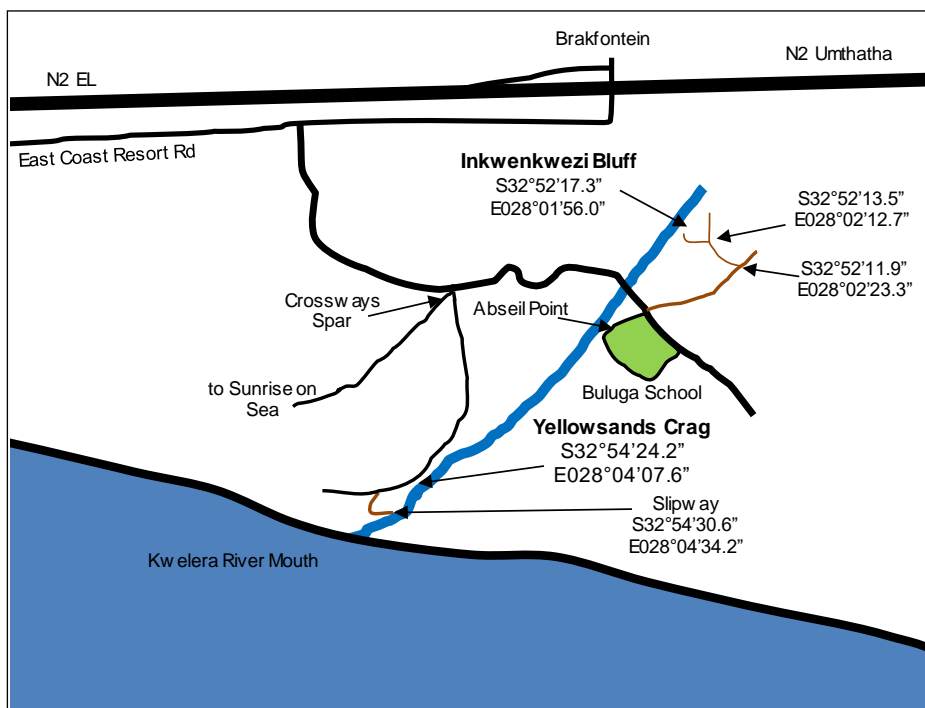 Brakfontein
N2 EL
N2 Umthatha
East Coast Resort Rd
Inkwenkwezi Bluff
S32°52’17.3”
E028°01’56.0”
S32°52’13.5”
E028°02’12.7”
S32°52’11.9”
E028°02’23.3”
Crossways
Spar
Abseil Point
to Sunrise on
Sea
Buluga School
Yellowsands Crag
S32°54’24.2”
E028°04’07.6”
Slipway
S32°54’30.6”
E028°04’34.2”
Kwelera River Mouth